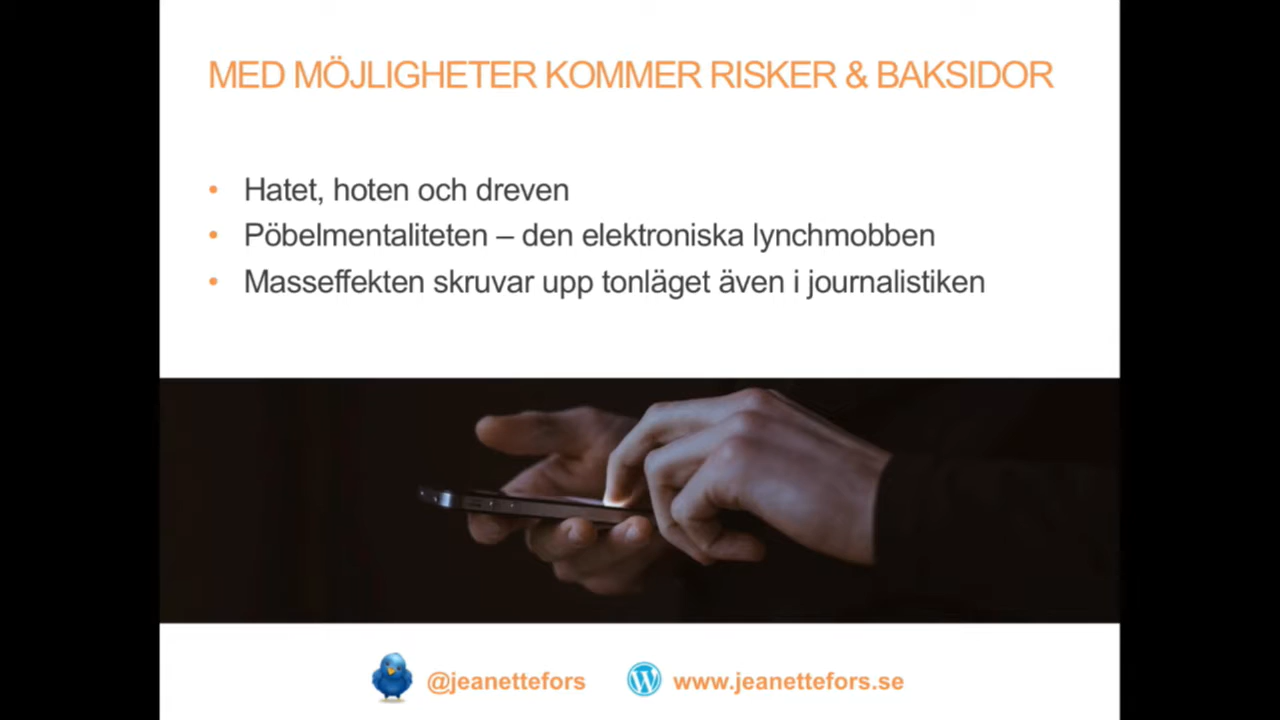 MED MÖJLIGHETER KOMMER RISKER & BAKSIDOR
• Hatet, hoten och dreven
• Pöbelmentaliteten – den elektroniska lynchmobben
• Masseffekten skruvar upp tonläget även i journalistiken
@jeanettefors www.jeanettefors.se